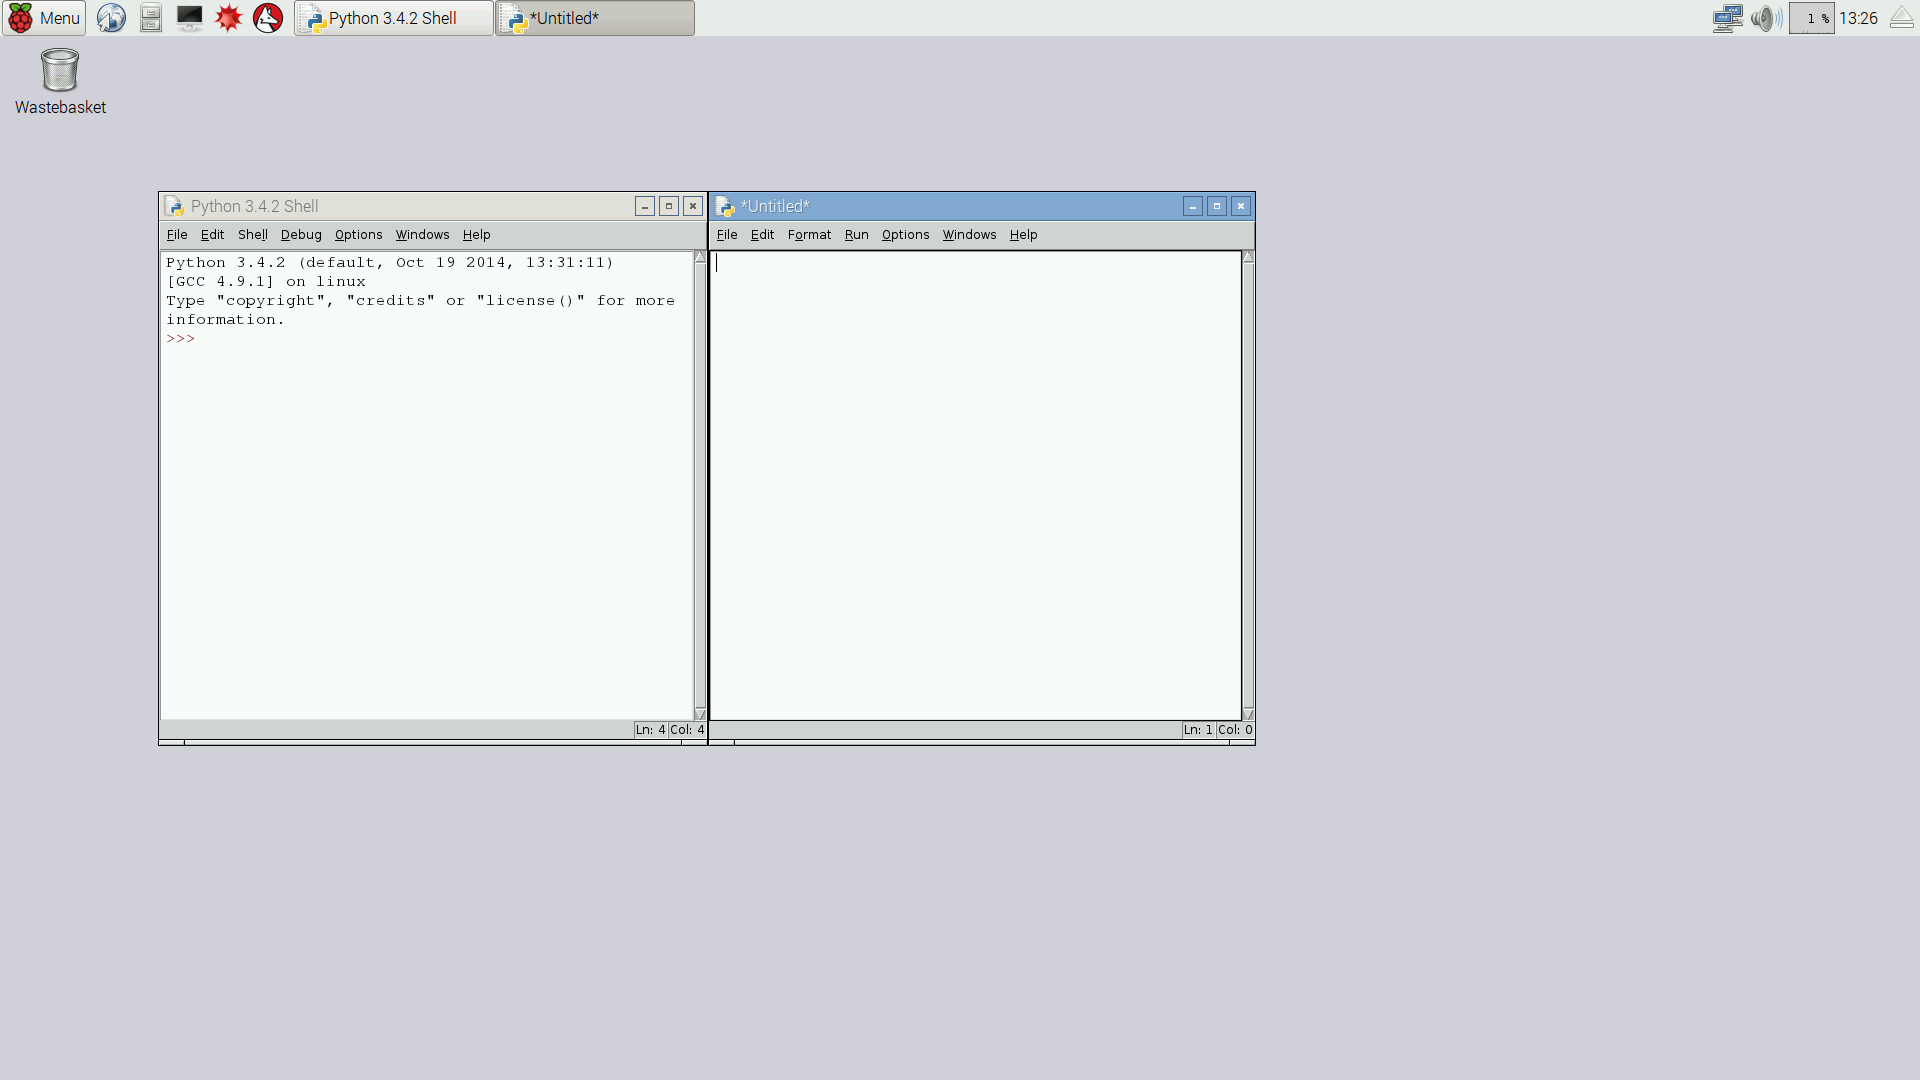 Menu
Python 3.4.2 Shell
*Untitled*
1 %
13:26
Wastebasket
Python 3.4.2 Shell
File Edit Shell Debug Options Windows Help
Python 3.4.2 (default, Oct 19 2014, 13:31:11)
[GCC 4.9.1] on linux
Type "copyright", "credits" or "license()" for more
information.
>>>
Ln: 4 Col: 4
*Untitled*
File Edit Format Run Options Windows Help
Ln: 1 Col: 0